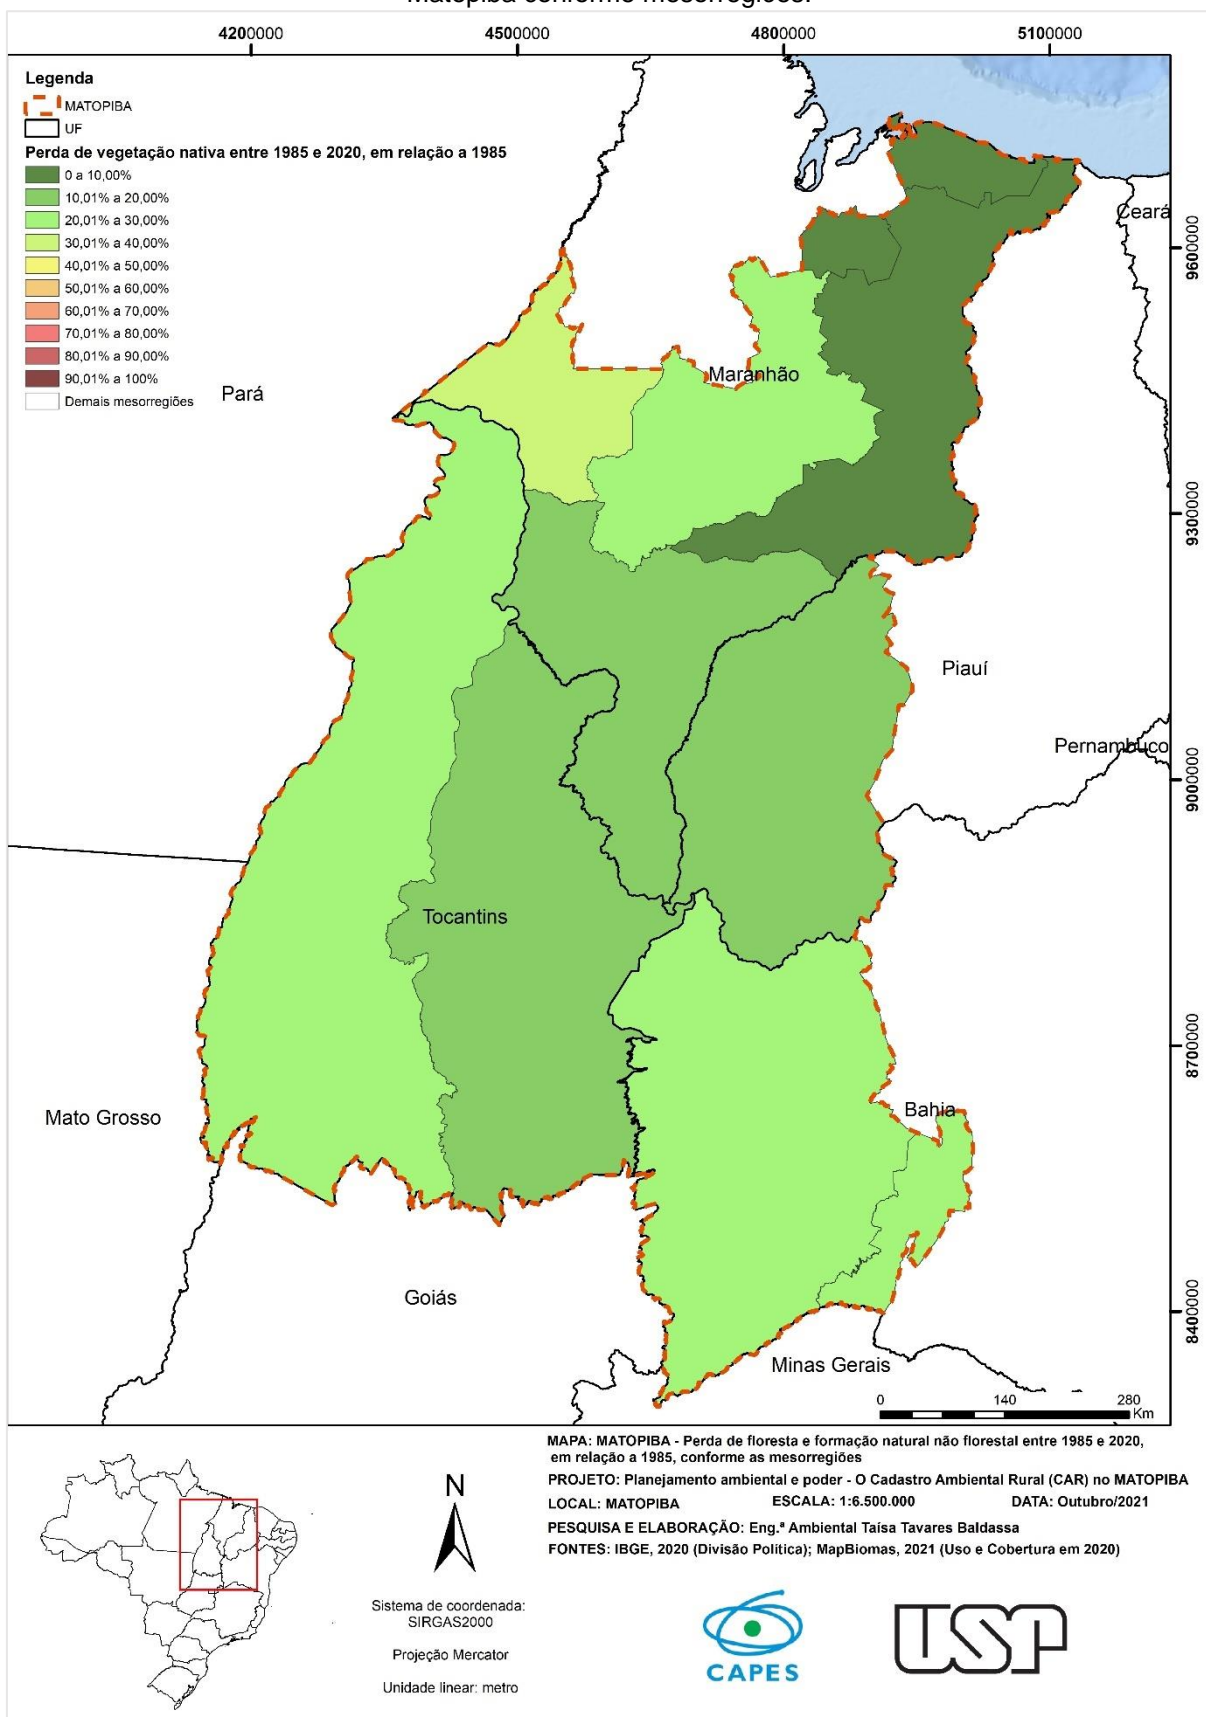 Matopiba conforme mesorregiões.
4200000
4500000
4800000
5100000
Legenda
MATOPIBA
UF
Perda de vegetação nativa entre 1985 e 2020, em relação a 1985
0 a 10,00%
10,01% a 20,00%
20,01% a 30,00%
30,01% a 40,00%
40,01% a 50,00%
50,01% a 60,00%
60,01% a 70,00%
70,01% a 80,00%
80,01% a 90,00%
90,01% a 100%
Demais mesorregiões
Ceará
9600000
Maranhão
Pará
9300000
Piauí
Pernambuco
9000000
Tocantins
8700000
Bahia
Mato Grosso
Goiás
8400000
Minas Gerais
0 140 280
Km
MAPA: MATOPIBA - Perda de floresta e formação natural não florestal entre 1985 e 2020,
em relação a 1985, conforme as mesorregiões
PROJETO: Planejamento ambiental e poder - O Cadastro Ambiental Rural (CAR) no MATOPIBA
LOCAL: MATOPIBA ESCALA: 1:6.500.000 DATA: Outubro/2021
PESQUISA E ELABORAÇÃO: Eng.ª Ambiental Taísa Tavares Baldassa
FONTES: IBGE, 2020 (Divisão Política); MapBiomas, 2021 (Uso e Cobertura em 2020)
N
Sistema de coordenada:
SIRGAS2000
Projeção Mercator
Unidade linear: metro
CAPES
USP